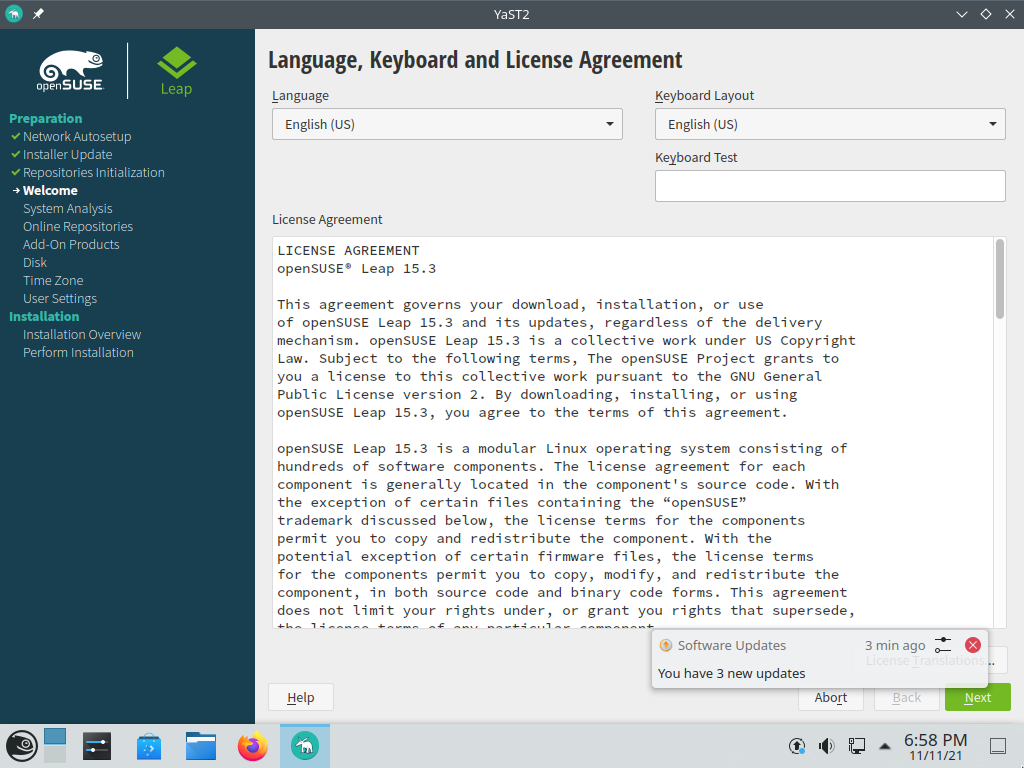 YaST2
openSUSE
Leap
Preparation
Network Autosetup
Installer Update
Repositories Initialization
Welcome
System Analysis
Online Repositories
Add-On Products
Disk
Time Zone
User Settings
Installation
Installation Overview
Perform Installation
Language, Keyboard and License Agreement
Language
Keyboard Layout
English (US)
English (US)
Keyboard Test
License Agreement
LICENSE AGREEMENT
openSUSE® Leap 15.3
This agreement governs your download, installation, or use
of openSUSE Leap 15.3 and its updates, regardless of the delivery
mechanism. openSUSE Leap 15.3 is a collective work under US Copyright
Law. Subject to the following terms, The openSUSE Project grants to
you a license to this collective work pursuant to the GNU General
Public License version 2. By downloading, installing, or using
openSUSE Leap 15.3, you agree to the terms of this agreement.
openSUSE Leap 15.3 is a modular Linux operating system consisting of
hundreds of software components. The license agreement for each
component is generally located in the component's source code. With
the exception of certain files containing the “openSUSE”
trademark discussed below, the license terms for the components
permit you to copy and redistribute the component. With the
potential exception of certain firmware files, the license terms
for the components permit you to copy, modify, and redistribute the
component, in both source code and binary code forms. This agreement
does not limit your rights under, or grant you rights that supersede,
the license terms of any particular component.
Software Updates
3 min ago
License Translations...
You have 3 new updates
Help
Abort
Back
Next
6:58 PM
11/11/21